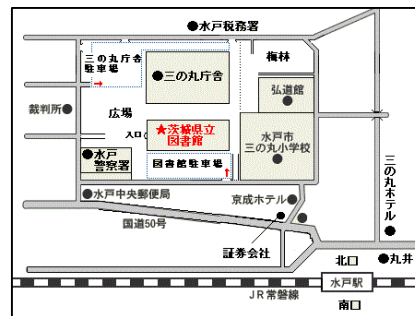 ●水戸税務署
三の丸庁舎
駐車場
→
●三の丸庁舎
梅林
弘道館
●
裁判所●
広場
入口
★茨城県立
図書館
水戸市
三の丸小学校
●
●水戸
警察署
図書館駐車場
↑
三の丸ホテル●
●水戸中央郵便局
京成ホテル●
国道50号
証券会社
北口
●丸井
水戸駅
JR常磐線
南口